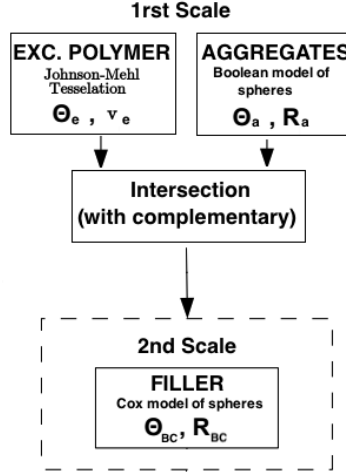 1rst Scale
EXC. POLYMER
Johnson-Mehl
Tesselation
Θe , ve
AGGREGATES
Boolean model of
spheres
Θa , Ra
Intersection
(with complementary)
2nd Scale
FILLER
Cox model of spheres
ΘBC, RBC